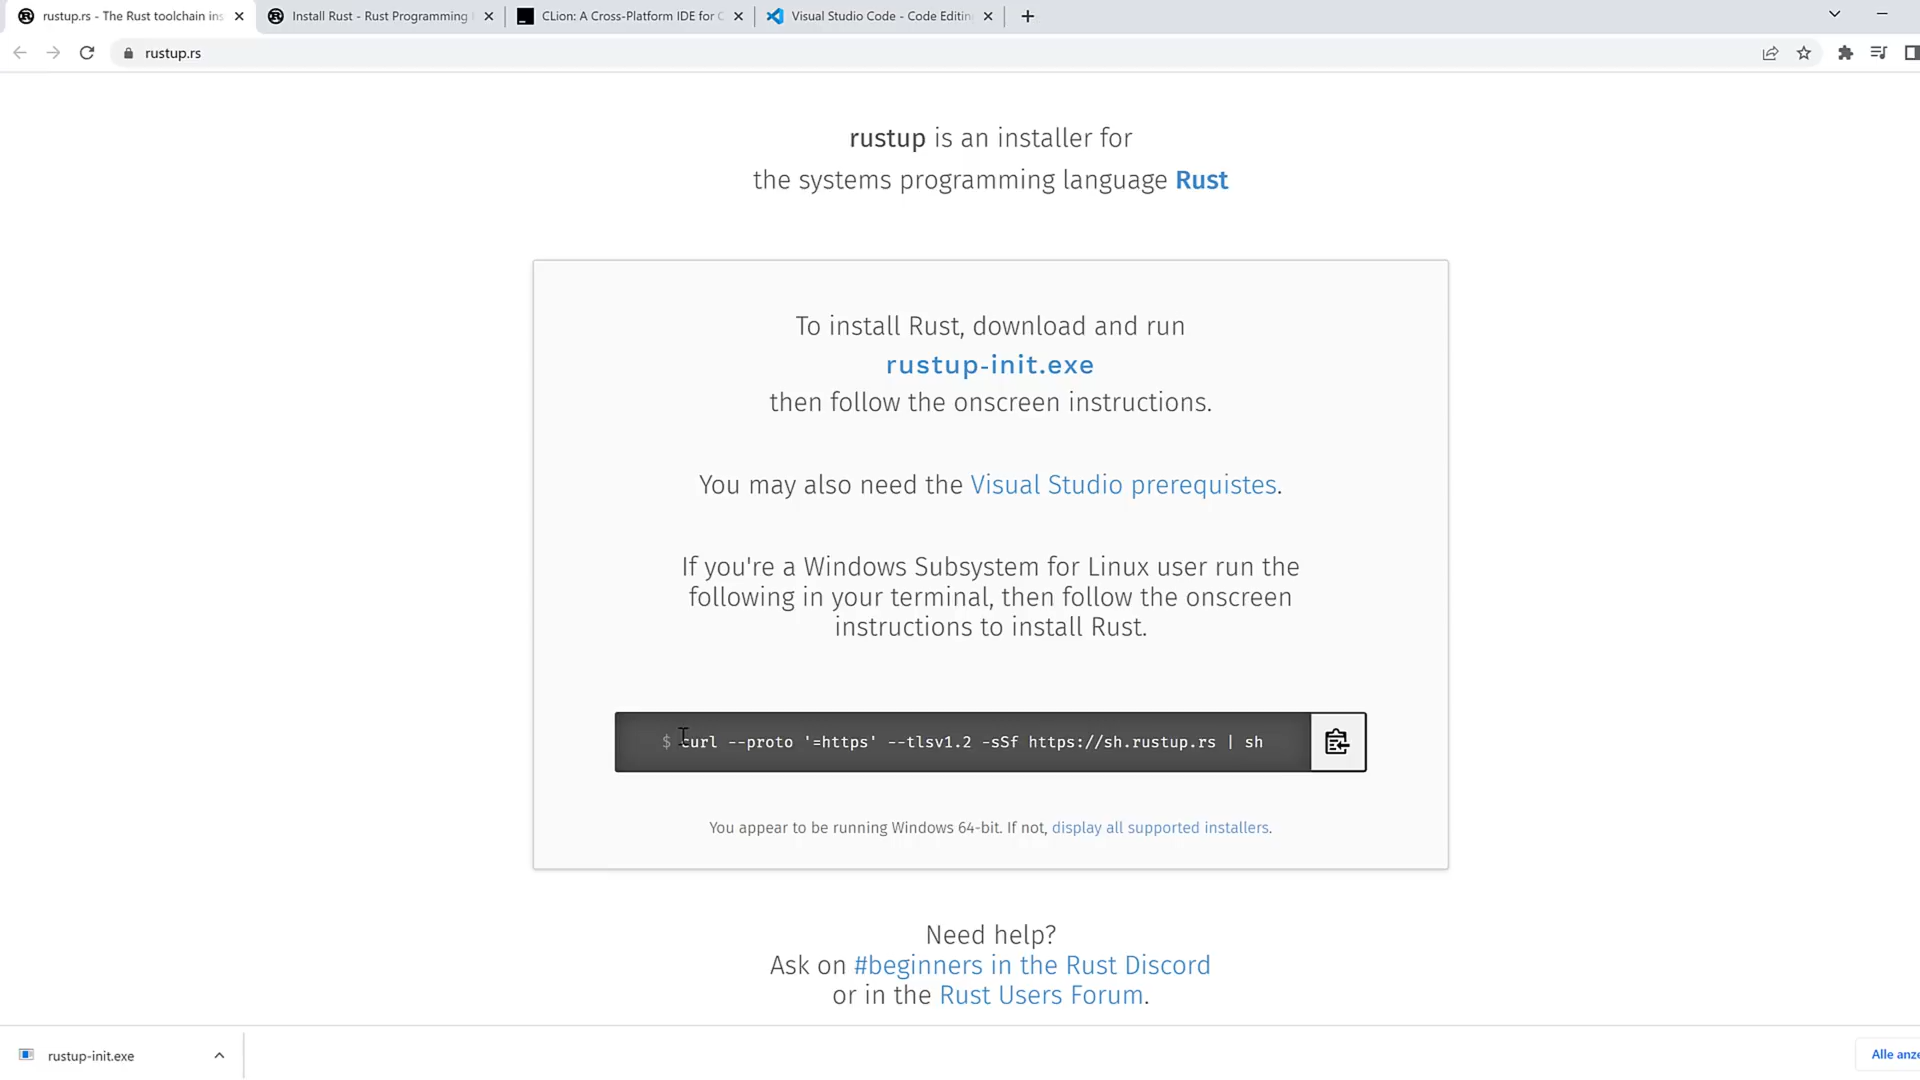 rustup.rs - The Rust toolchain ins
Install Rust - Rust Programming
CLion: A Cross-Platform IDE for C
Visual Studio Code - Code Editin
rustup.rs
rustup is an installer for
the systems programming language Rust
To install Rust, download and run
rustup-init.exe
then follow the onscreen instructions.
You may also need the Visual Studio prerequistes.
If you're a Windows Subsystem for Linux user run the
following in your terminal, then follow the onscreen
instructions to install Rust.
$ curl --proto '=https' --tlsv1.2 -sSf https://sh.rustup.rs | sh
You appear to be running Windows 64-bit. If not, display all supported installers.
Need help?
Ask on #beginners in the Rust Discord
or in the Rust Users Forum.
rustup-init.exe
Alle anze